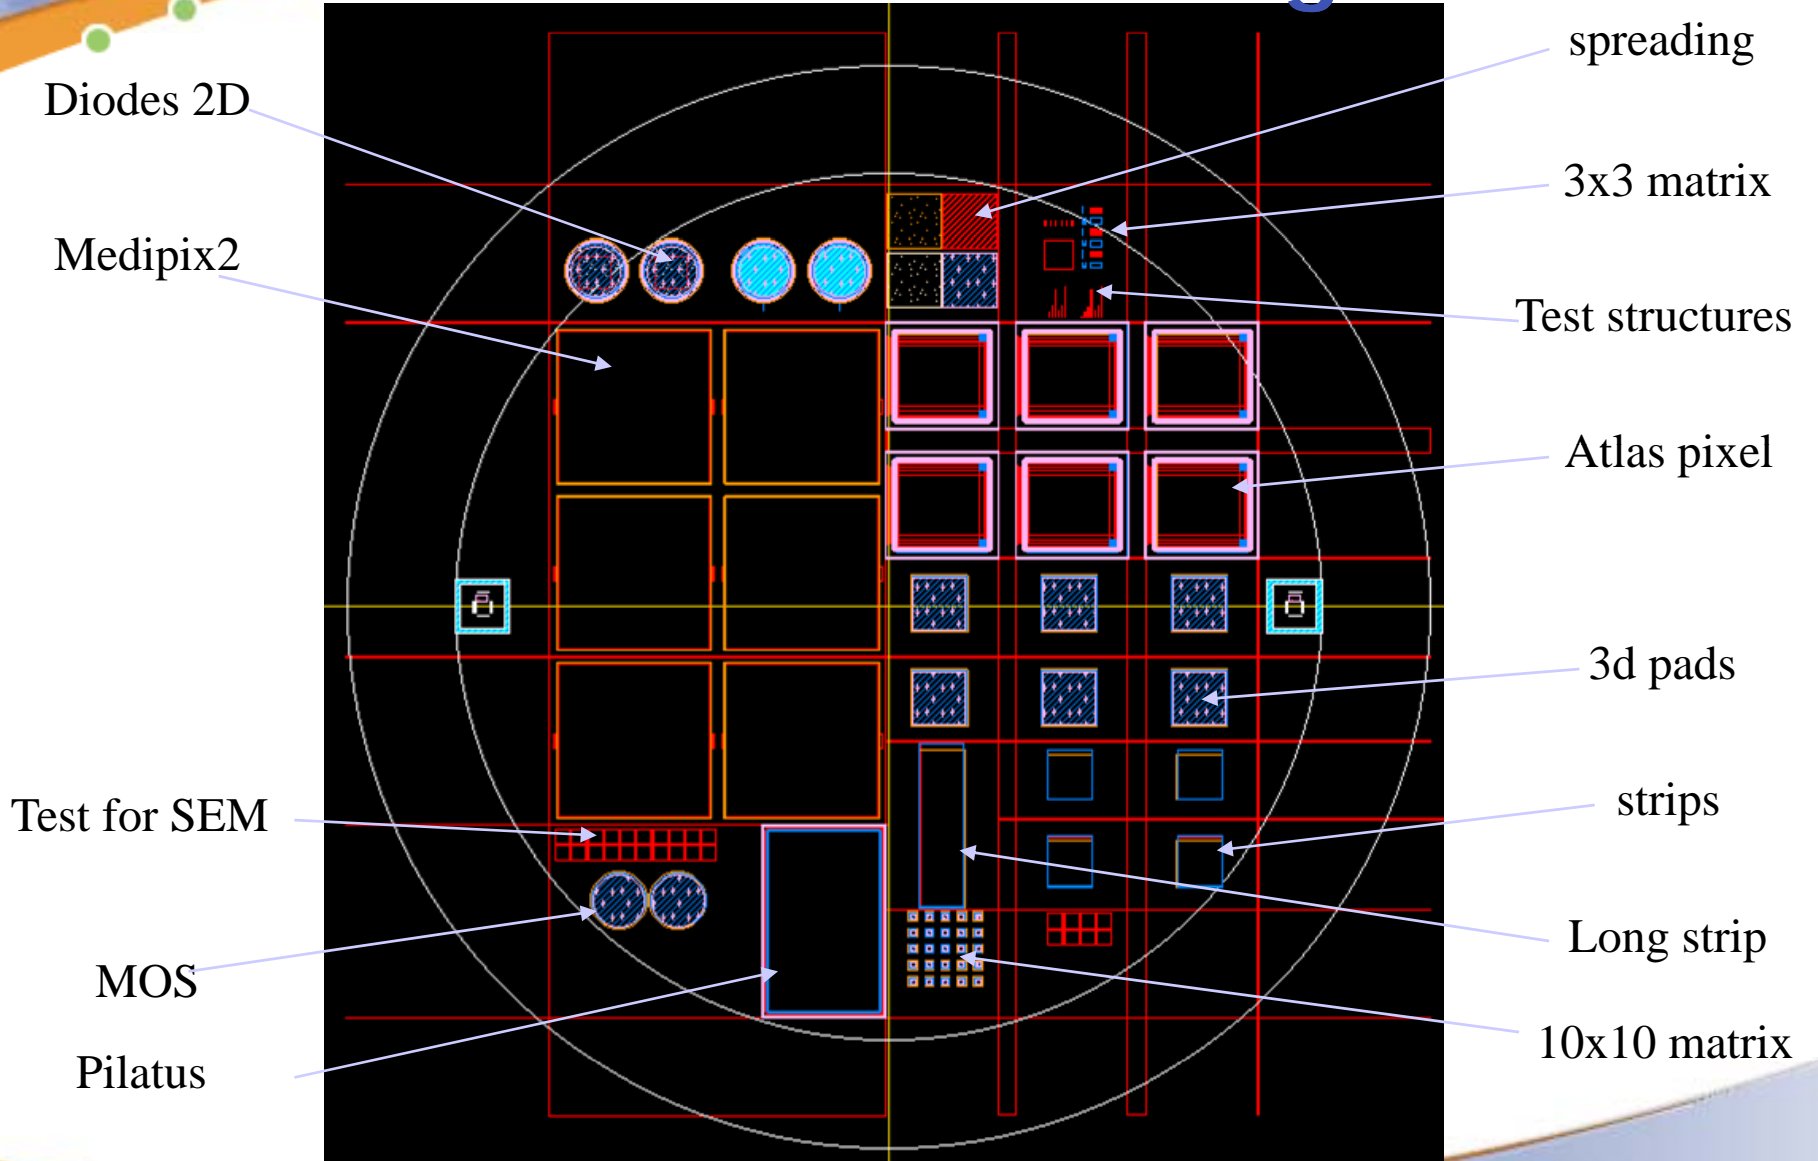 spreading
Diodes 2D
3x3 matrix
Medipix2
Test structures
Atlas pixel
3d pads
Test for SEM
strips
Long strip
MOS
10x10 matrix
Pilatus